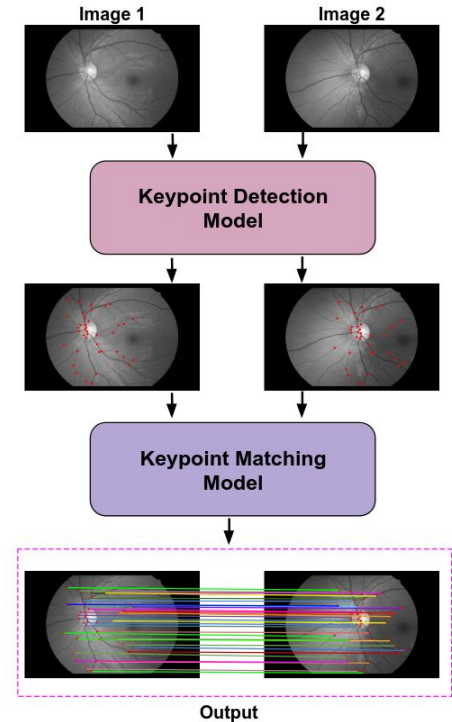 Image 1
Image 2
Keypoint Detection
Model
Keypoint Matching
Model
Output